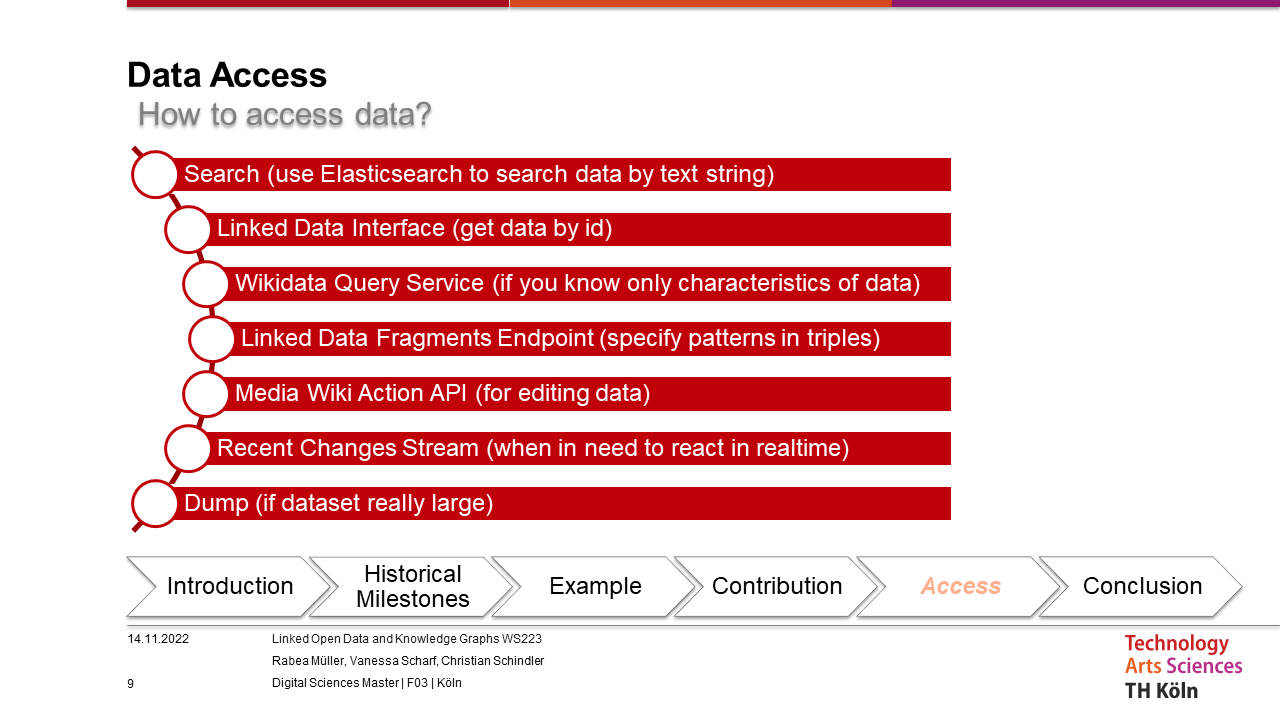 Data Access
How to access data?
Search (use Elasticsearch to search data by text string)
Linked Data Interface (get data by id)
Wikidata Query Service (if you know only characteristics of data)
Linked Data Fragments Endpoint (specify patterns in triples)
Media Wiki Action API (for editing data)
Recent Changes Stream (when in need to react in realtime)
Dump (if dataset really large)
Introduction
Historical
Milestones
Example
Contribution
Access
Conclusion
14.11.2022
Linked Open Data and Knowledge Graphs WS223
Rabea Müller, Vanessa Scharf, Christian Schindler
9
Digital Sciences Master | F03 | Köln
Technology
Arts Sciences
TH Köln